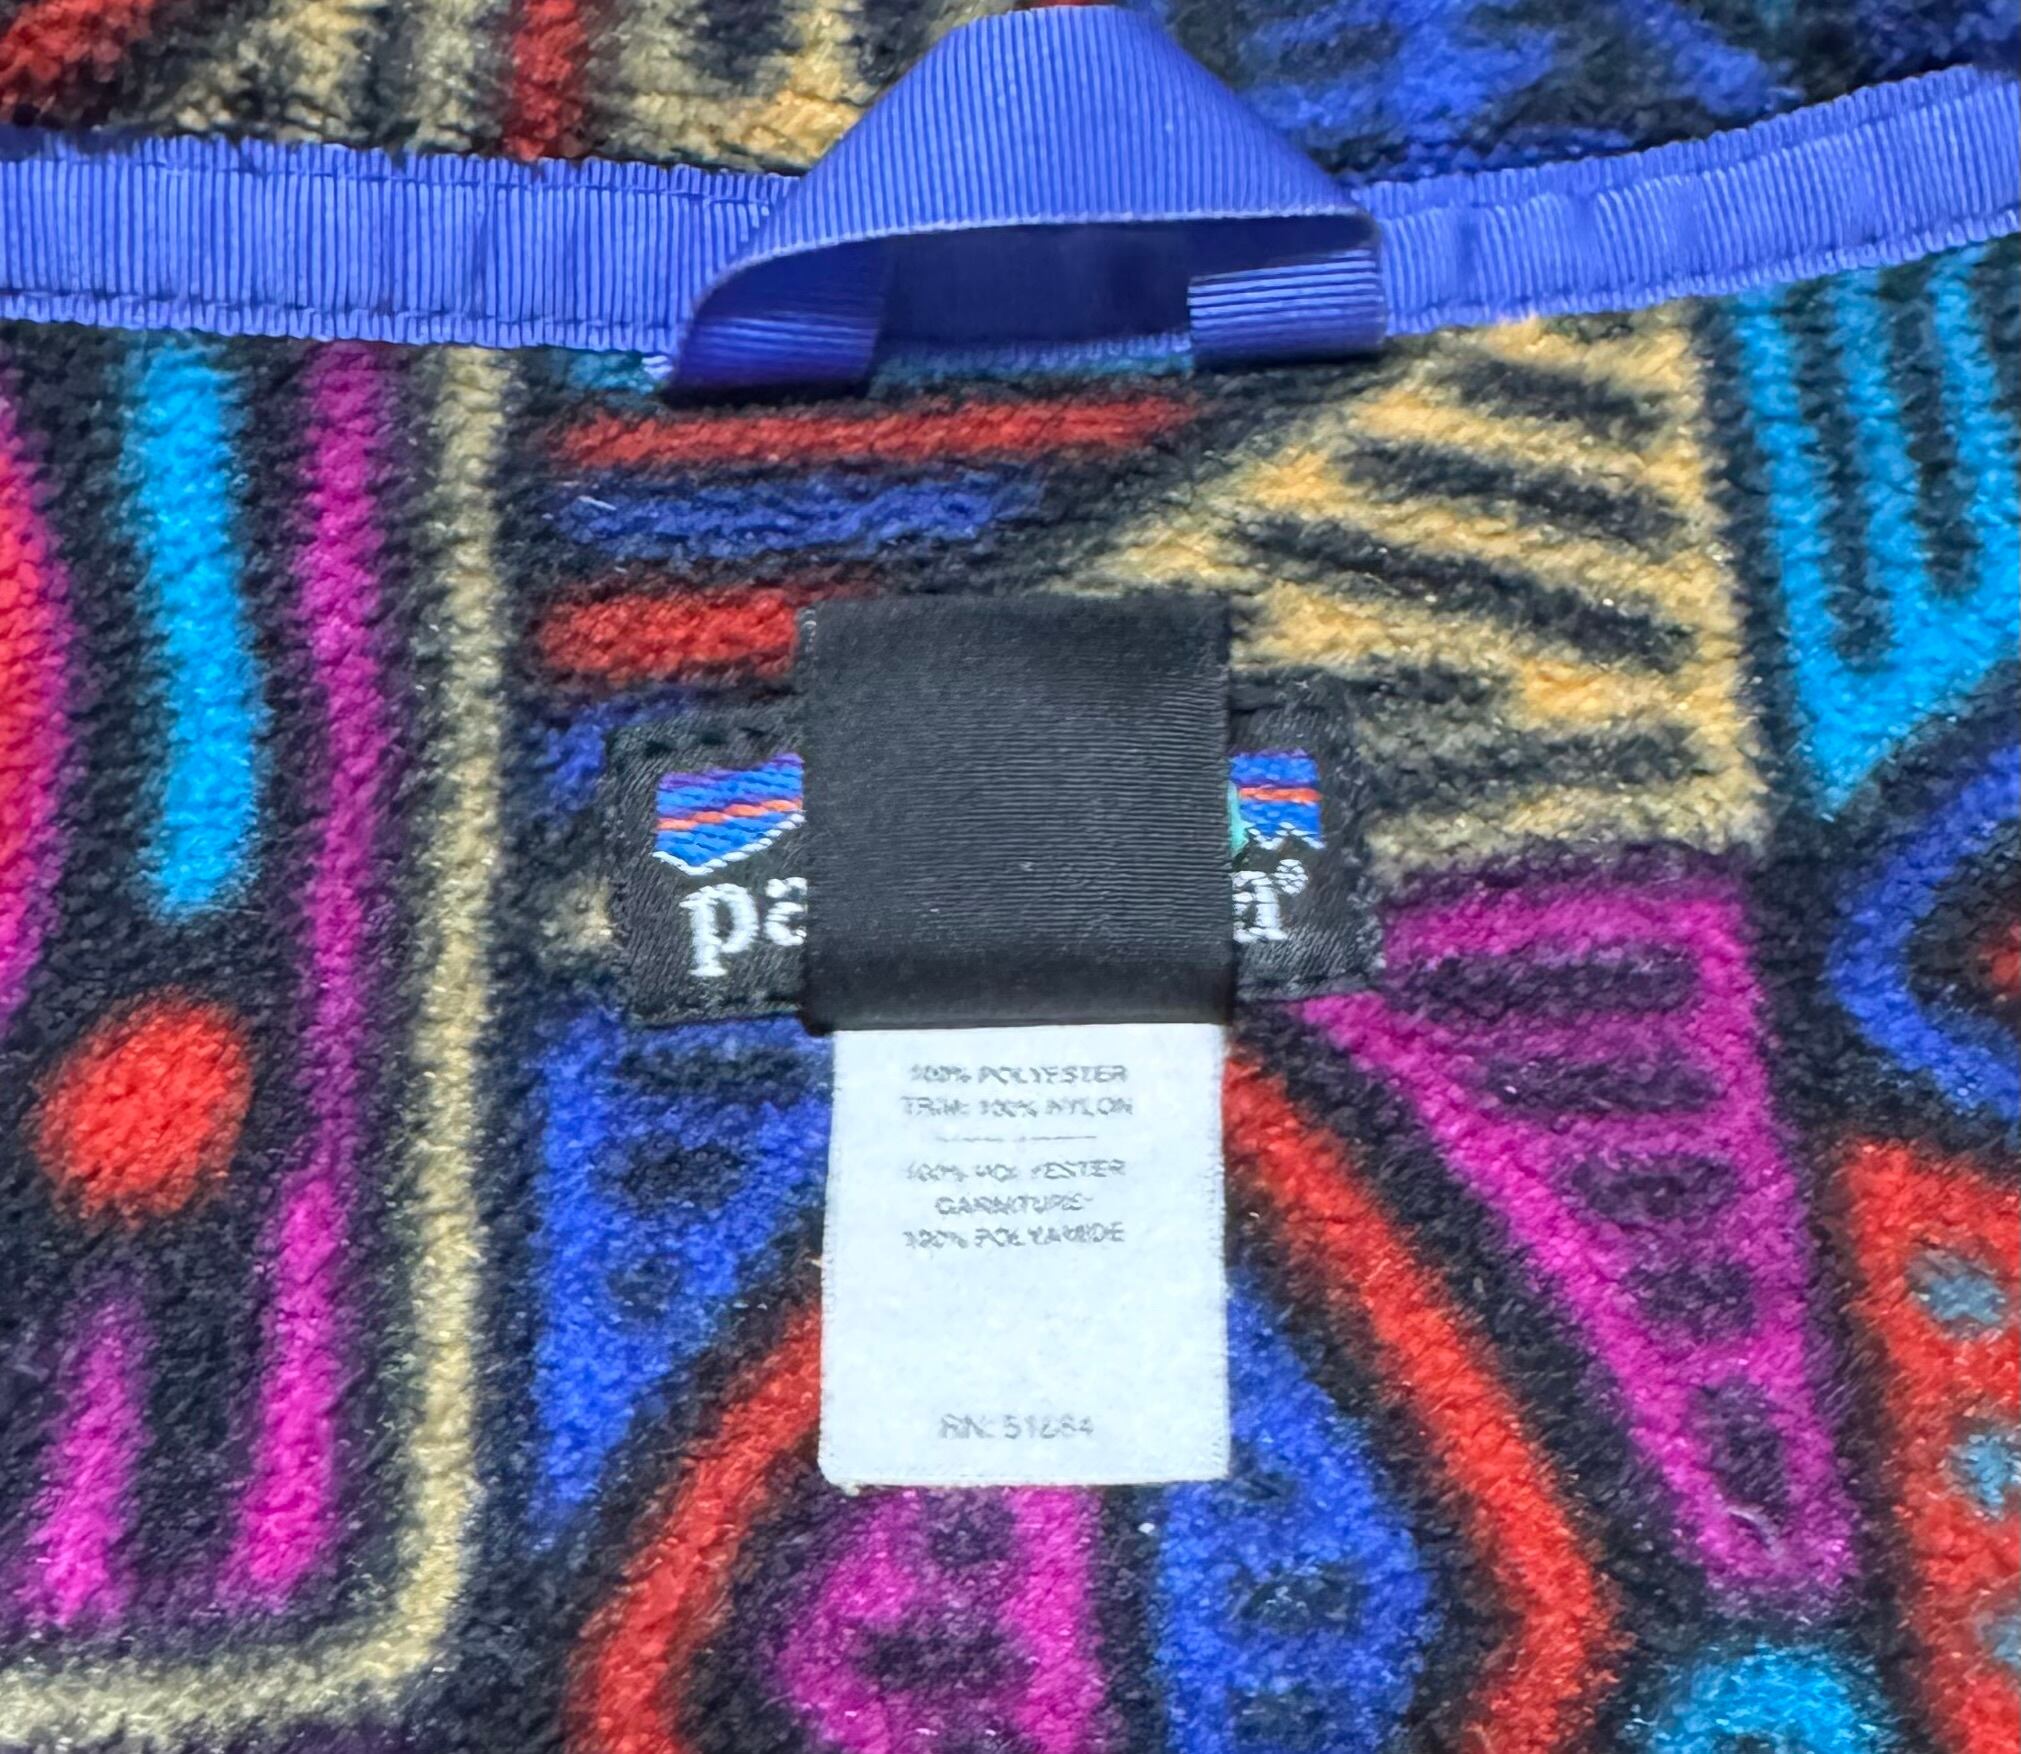 pa a®
100% POLYESTER
TRIM: 100% NYLON
100% POLYESTER
GARNITURE:
100% POLYAMIDE
RN: 51884